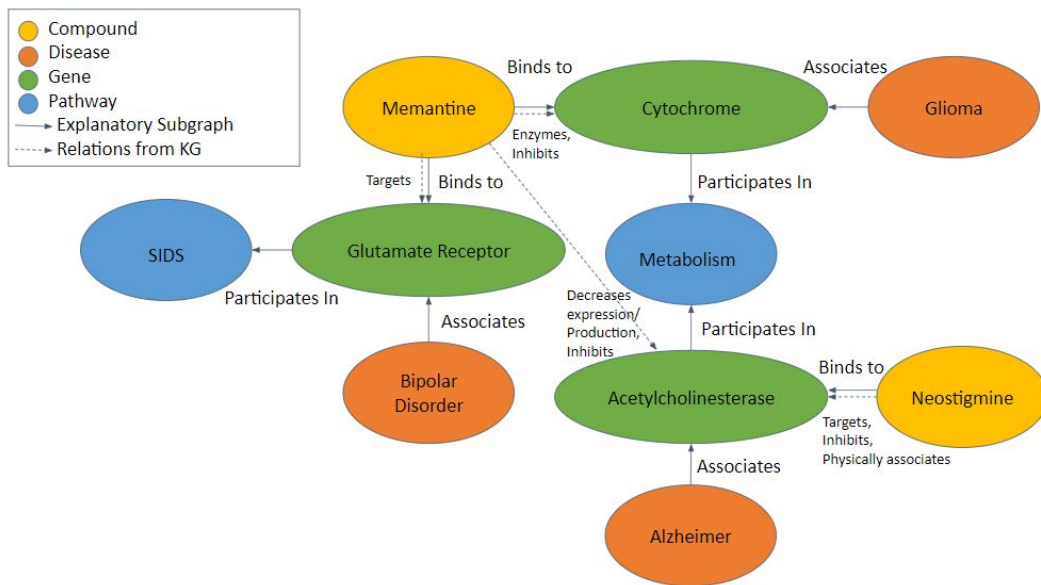 Compound
Disease
Gene
Pathway
Explanatory Subgraph
Relations from KG
Memantine
Binds to
Enzymes,
Inhibits
Cytochrome
Associates
Glioma
Targets
Binds to
Participates In
SIDS
Participates In
Glutamate Receptor
Metabolism
Associates
Decreases
expression/
Production,
Inhibits
Participates In
Bipolar
Disorder
Acetylcholinesterase
Binds to
Targets,
Inhibits,
Physically associates
Neostigmine
Associates
Alzheimer